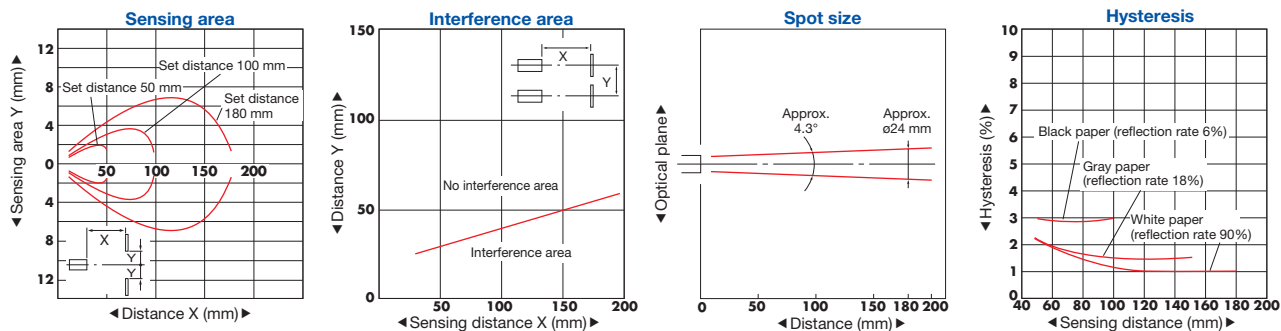 Sensing area
12
8
4
0
4
8
12
◄Sensing area Y (mm)►
Set distance 100 mm
Set distance 50 mm
Set distance
180 mm
50 100 150 200
X
Y
Y
◄Distance X (mm)►
Interference area
150
100
50
0
◄Distance Y (mm)►
X
Y
No interference area
Interference area
50 100 150 200
◄Sensing distance X (mm)►
Spot size
◄Optical plane►
Approx.
4.3°
Approx.
ø24 mm
0 50 100 150 180 200
◄Distance (mm)►
Hysteresis
10
9
8
7
6
5
4
3
2
1
0
◄Hysteresis (%)►
Black paper (reflection rate 6%)
Gray paper
(reflection rate 18%)
White paper
(reflection rate 90%)
40 60 80 100 120 140 160 180 200
◄Sensing distance (mm)►